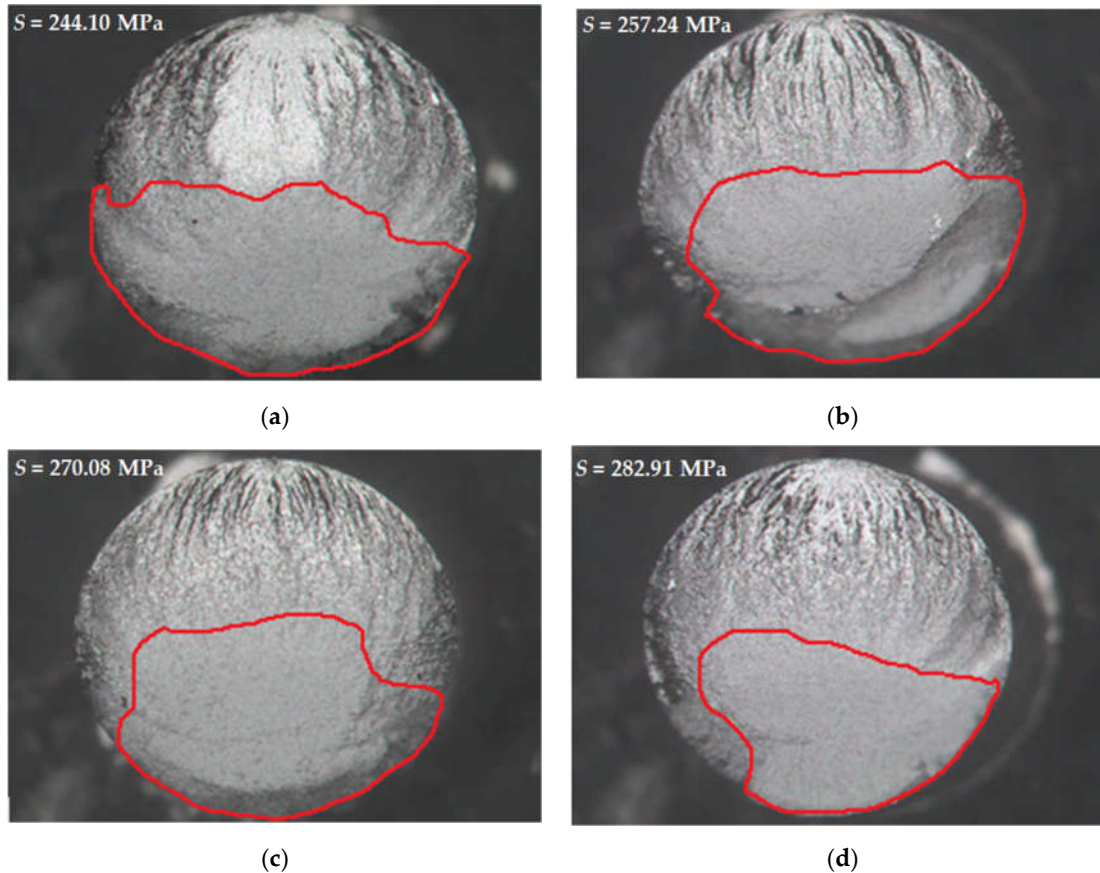 S = 244.10 MPa
S = 257.24 MPa
(a)
(b)
S = 270.08 MPa
S = 282.91 MPa
(c)
(d)